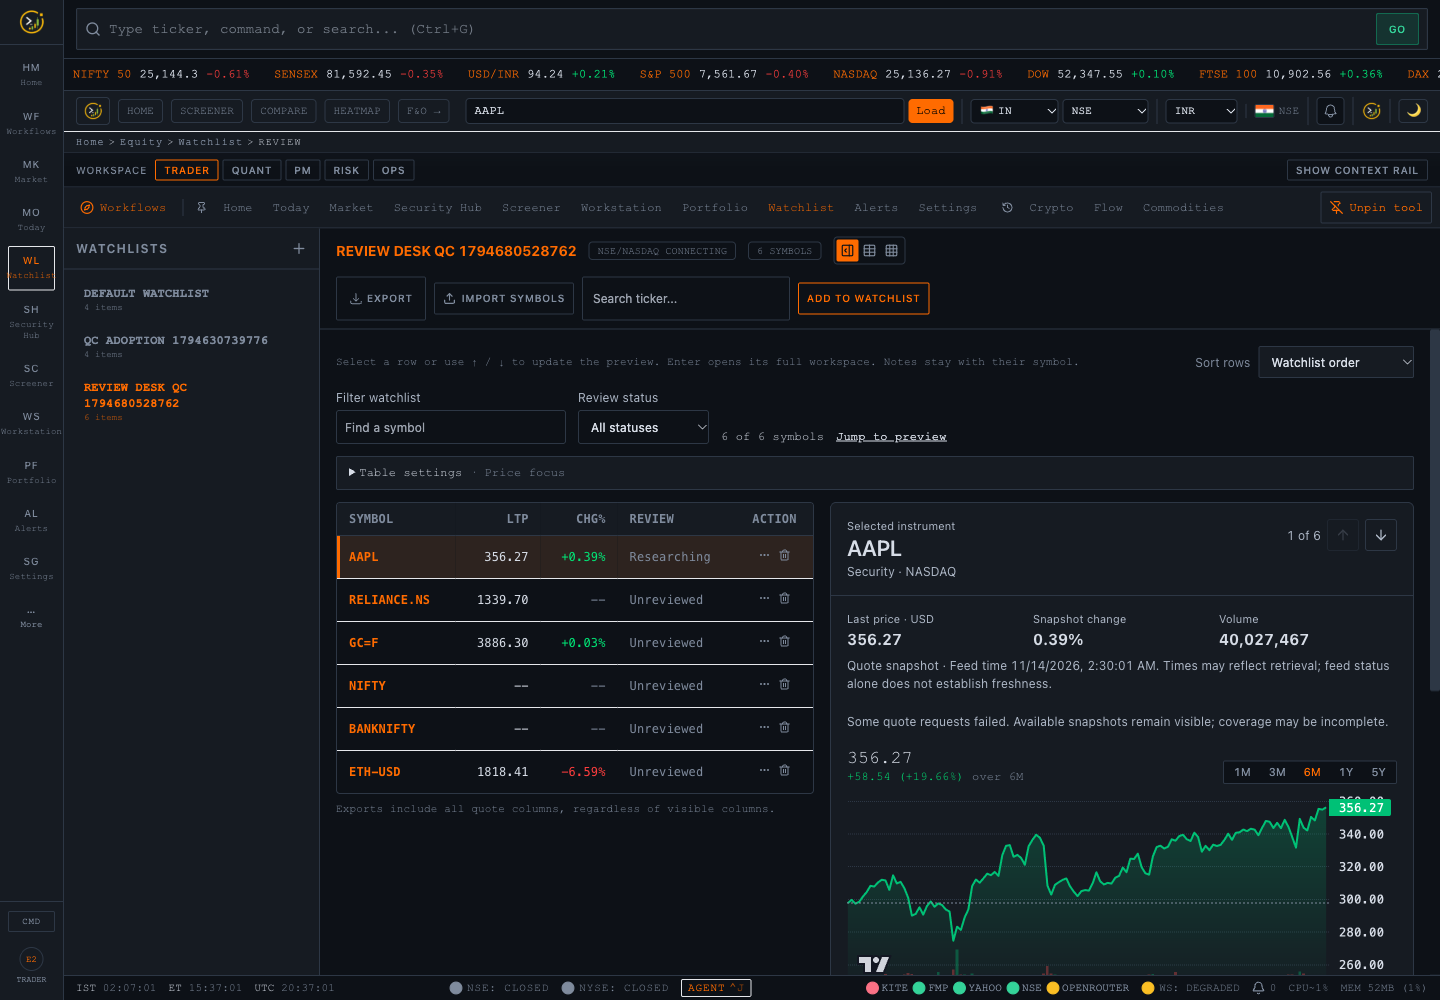 Type ticker, command, or search... (Ctrl+G)
GO
NIFTY 50 25,144.3 -0.61% SENSEX 81,592.45 -0.35% USD/INR 94.24 +0.21% S&P 500 7,561.67 -0.40% NASDAQ 25,136.27 -0.91% DOW 52,347.55 +0.10% FTSE 100 10,902.56 +0.36% DAX
HOME SCREENER COMPARE HEATMAP F&O → AAPL Load IN NSE INR NSE
Home > Equity > Watchlist > REVIEW
WORKSPACE TRADER QUANT PM RISK OPS SHOW CONTEXT RAIL
Workflows Home Today Market Security Hub Screener Workstation Portfolio Watchlist Alerts Settings Crypto Flow Commodities Unpin tool
HM
Home
WF
Workflows
MK
Market
MO
Today
WL
Watchlist
SH
Security
Hub
SC
Screener
WS
Workstation
PF
Portfolio
AL
Alerts
SG
Settings
...
More
CMD
E2
TRADER
WATCHLISTS +
DEFAULT WATCHLIST
4 items
QC ADOPTION 1794630739776
4 items
REVIEW DESK QC
1794680528762
6 items
REVIEW DESK QC 1794680528762 NSE/NASDAQ CONNECTING 6 SYMBOLS
EXPORT IMPORT SYMBOLS Search ticker... ADD TO WATCHLIST
Select a row or use ↑ / ↓ to update the preview. Enter opens its full workspace. Notes stay with their symbol.
Sort rows Watchlist order
Filter watchlist Review status
Find a symbol All statuses 6 of 6 symbols Jump to preview
Table settings · Price focus
SYMBOL LTP CHG% REVIEW ACTION
AAPL 356.27 +0.39% Researching ...
RELIANCE.NS 1339.70 -- Unreviewed ...
GC=F 3886.30 +0.03% Unreviewed ...
NIFTY -- -- Unreviewed ...
BANKNIFTY -- -- Unreviewed ...
ETH-USD 1818.41 -6.59% Unreviewed ...
Exports include all quote columns, regardless of visible columns.
Selected instrument
AAPL
Security · NASDAQ
1 of 6 ↑ ↓
Last price · USD Snapshot change Volume
356.27 0.39% 40,027,467
Quote snapshot · Feed time 11/14/2026, 2:30:01 AM. Times may reflect retrieval; feed status
alone does not establish freshness.
Some quote requests failed. Available snapshots remain visible; coverage may be incomplete.
356.27
+58.54 (+19.66%) over 6M
1M 3M 6M 1Y 5Y
356.27
340.00
320.00
300.00
280.00
260.00
IST 02:07:01 ET 15:37:01 UTC 20:37:01 NSE: CLOSED NYSE: CLOSED AGENT ^J KITE FMP YAHOO NSE OPENROUTER WS: DEGRADED 0 CPU~1% MEM 52MB (1%)